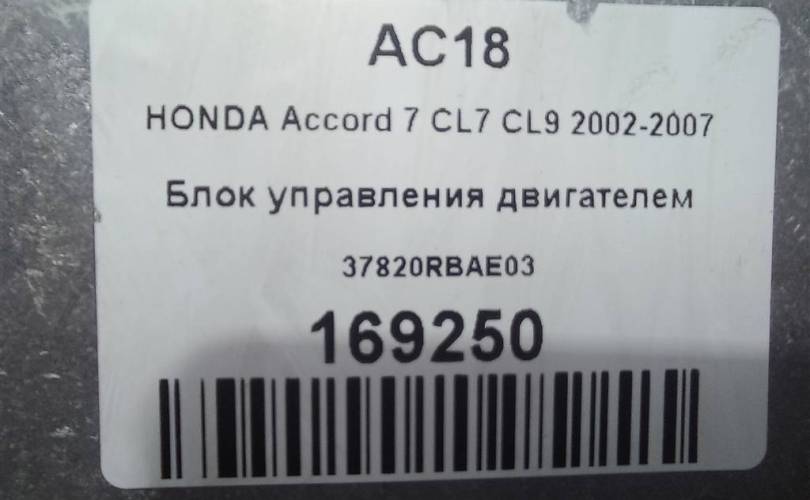 AC18
HONDA Accord 7 CL7 CL9 2002-2007
Блок управления двигателем
37820RBAE03
169250